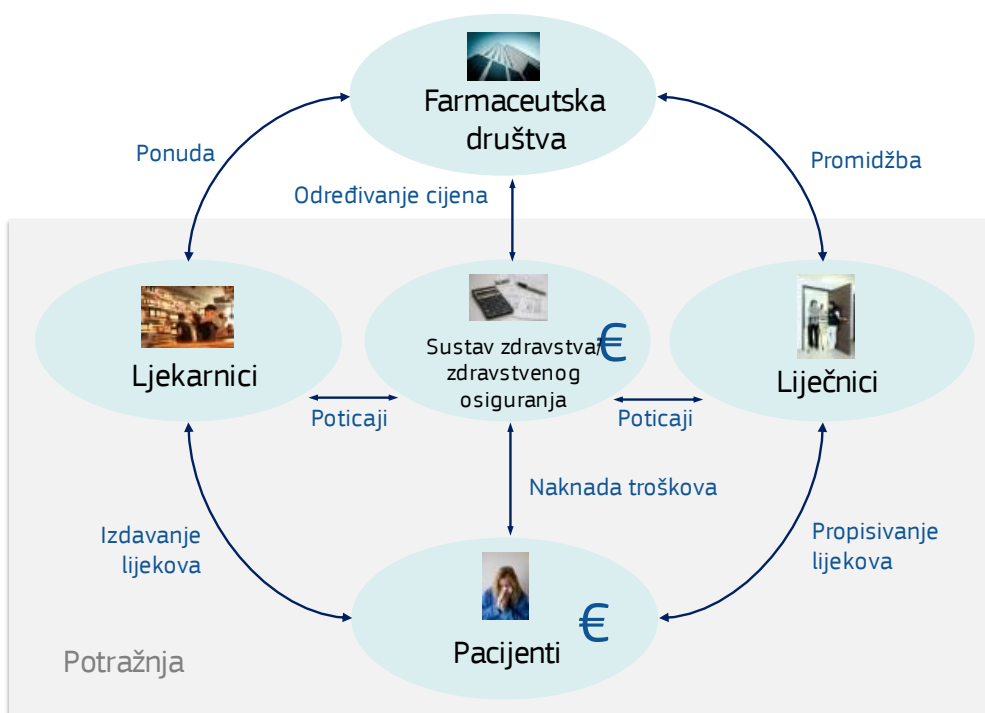 Farmaceutska
društva
Ponuda
Promidžba
Određivanje cijena
Ljekarnici
Sustav zdravstva/
zdravstvenog
osiguranja
€
Liječnici
Poticaji
Poticaji
Naknada troškova
Izdavanje
lijekova
Propisivanje
lijekova
€
Pacijenti
Potražnja